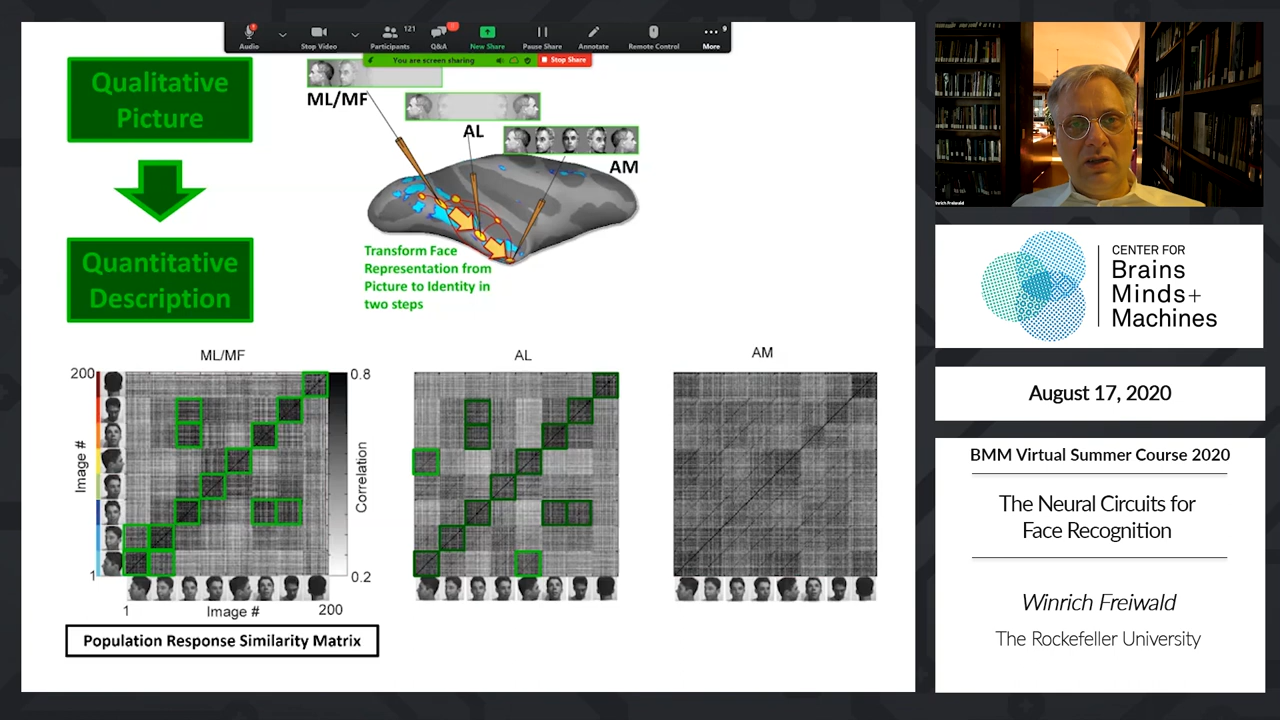 Audio
Stop Video
Participants
121
Q&A
New Share
Pause Share
Annotate
Remote Control
More
9
You are screen sharing
Stop Share
Qualitative
Picture
Quantitative
Description
ML/MF
AL
AM
Transform Face
Representation from
Picture to Identity in
two steps
ML/MF
AL
AM
200
Image #
1
0.8
Correlation
0.2
1
Image #
200
Population Response Similarity Matrix
CENTER FOR
Brains
Minds+
Machines
August 17, 2020
BMM Virtual Summer Course 2020
The Neural Circuits for
Face Recognition
Winrich Freiwald
The Rockefeller University